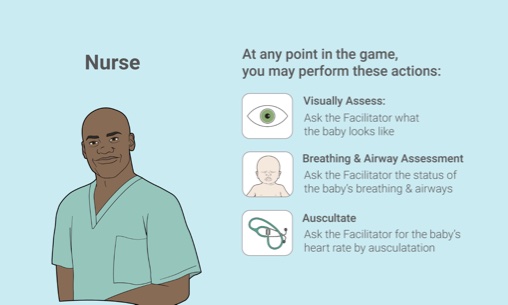 Nurse
At any point in the game,
you may perform these actions:
Visually Assess:
Ask the Facilitator what
the baby looks like
Breathing & Airway Assessment
Ask the Facilitator the status of
the baby's breathing & airways
Auscultate
Ask the Facilitator for the baby's
heart rate by ausculatation